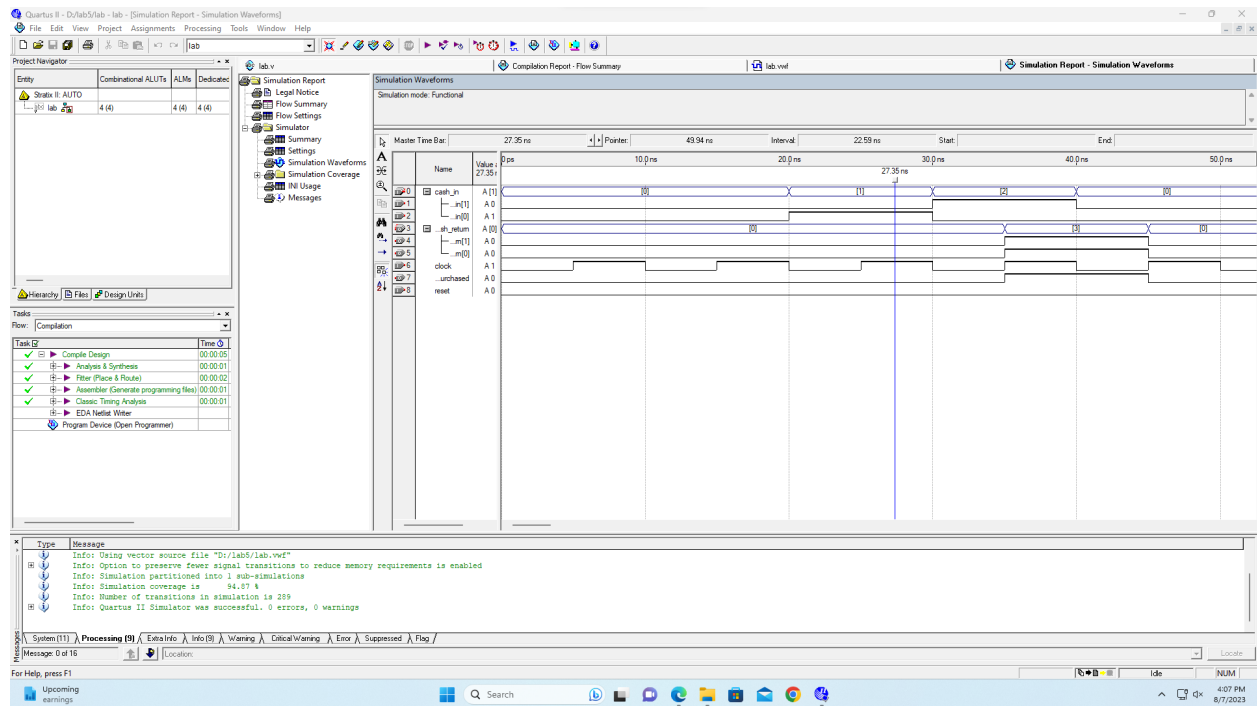 Quartus II - D:/lab5/lab - lab - [Simulation Report - Simulation Waveforms]
File Edit View Project Assignments Processing Tools Window Help
lab
Project Navigator
Entity Combinational ALUTs ALMs Dedicated
Stratix II: AUTO
lab 4 (4) 4 (4) 4 (4)
Hierarchy Files Design Units
Tasks
Flow: Compilation
Task Time
Compile Design 00:00:05
Analysis & Synthesis 00:00:01
Fitter (Place & Route) 00:00:02
Assembler (Generate programming files) 00:00:01
Classic Timing Analysis 00:00:01
EDA Netlist Writer
Program Device (Open Programmer)
lab.v Compilation Report - Flow Summary lab.vwf Simulation Report - Simulation Waveforms
Simulation Report
Legal Notice
Flow Summary
Flow Settings
Simulator
Summary
Settings
Simulation Waveforms
Simulation Coverage
INI Usage
Messages
Simulation Waveforms
Simulation mode: Functional
Master Time Bar: 27.35 ns Pointer: 49.94 ns Interval: 22.59 ns Start: End:
Name Value
27.35
0 ps 10.0 ns 20.0 ns 30.0 ns 40.0 ns 50.0 ns
27.35 ns
0 cash_in A [1] [0] [1] [2] [0]
1 ...in[1] A 0
2 ...in[0] A 1
3 ...sh_return A [0] [0] [3] [0]
4 ...m[1] A 0
5 ...m[0] A 0
6 clock A 1
7 ...urchased A 0
8 reset A 0
Type Message
Info: Using vector source file "D:/lab5/lab.vwf"
Info: Option to preserve fewer signal transitions to reduce memory requirements is enabled
Info: Simulation partitioned into 1 sub-simulations
Info: Simulation coverage is 94.87 %
Info: Number of transitions in simulation is 289
Info: Quartus II Simulator was successful. 0 errors, 0 warnings
System (11) Processing (9) Extra Info Info (9) Warning Critical Warning Error Suppressed Flag
Messages
Message: 0 of 16 Location: Locate
For Help, press F1 Idle NUM
Upcoming
earnings
Search
4:07 PM
8/7/2023